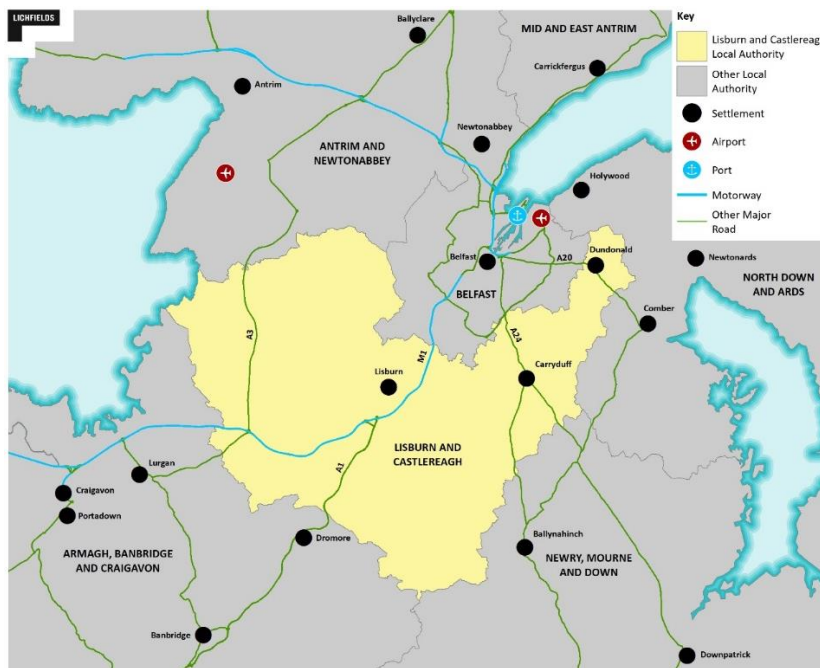 LICHFIELDS
Ballyclare
MID AND EAST ANTRIM
Carrickfergus
Antrim
Newtonabbey
ANTRIM AND
NEWTONABBEY
Holywood
Belfast
A20
Dundonald
BELFAST
Newtonards
NORTH DOWN
AND ARDS
Comber
A3
M1
A24
Lisburn
Carryduff
LISBURN AND
CASTLEREAGH
A1
Lurgan
Craigavon
Portadown
Dromore
Ballynahinch
ARMAGH, BANBRIDGE
AND CRAIGAVON
NEWRY, MOURNE
AND DOWN
Banbridge
Downpatrick
Key
Lisburn and Castlereag
Local Authority
Other Local
Authority
Settlement
Airport
Port
Motorway
Other Major
Road